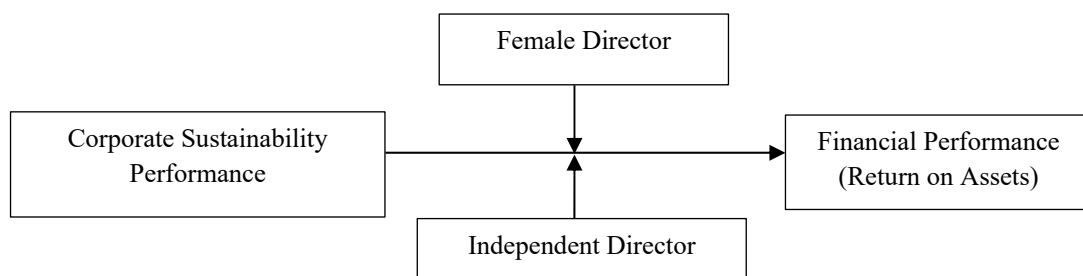 Female Director
Corporate Sustainability
Performance
Financial Performance
(Return on Assets)
Independent Director